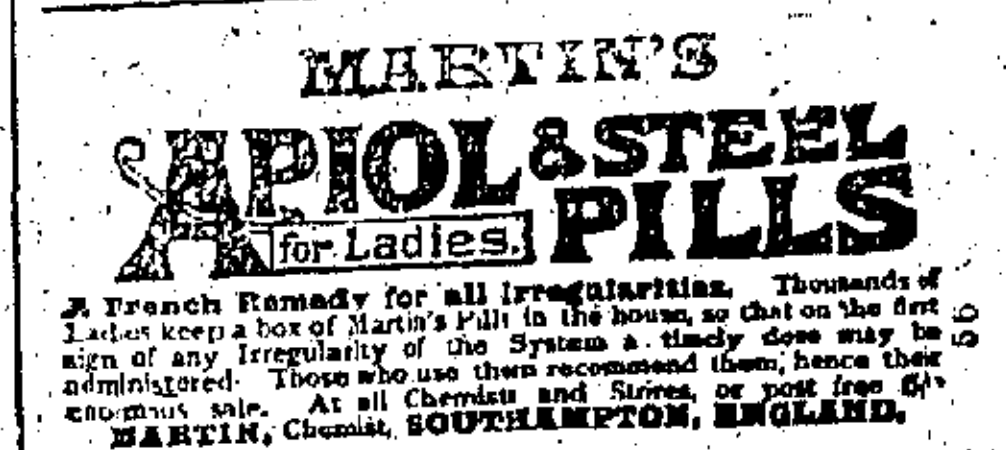 MARTIN'S
APIOL & STEEL
for Ladies. PILLS
A French Remedy for all Irregularities. Thousands of
Ladies keep a box of Martin's Pills in the house, so that on the first
sign of any Irregularity of the System a timely dose may be
administered. Those who use them recommend them, hence their
enormous sale. At all Chemists and Stores, or post free
MARTIN, Chemist, SOUTHAMPTON, ENGLAND.